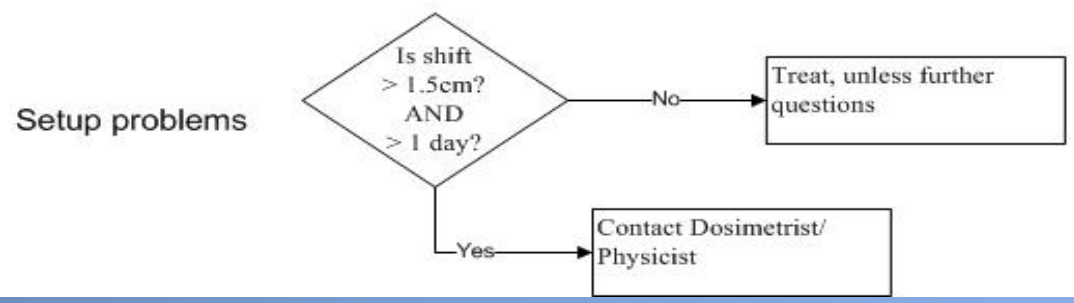 Setup problems
Is shift
> 1.5cm?
AND
> 1 day?
No
Treat, unless further
questions
Yes
Contact Dosimetrist/
Physicist